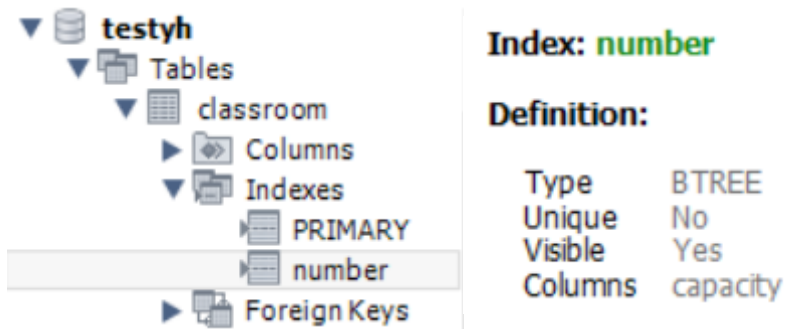 testyh
Tables
classroom
Columns
Indexes
PRIMARY
number
Foreign Keys
Index: number
Definition:
Type BTREE
Unique No
Visible Yes
Columns capacity